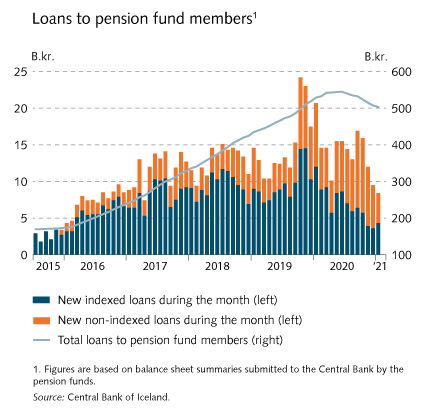 Loans to pension fund members¹
B.kr. B.kr.
25 600
20 500
15 400
10 300
5 200
0 100
2015 2016 2017 2018 2019 2020 '21
New indexed loans during the month (left)
New non-indexed loans during the month (left)
Total loans to pension fund members (right)
1. Figures are based on balance sheet summaries submitted to the Central Bank by the
pension funds.
Source: Central Bank of Iceland.